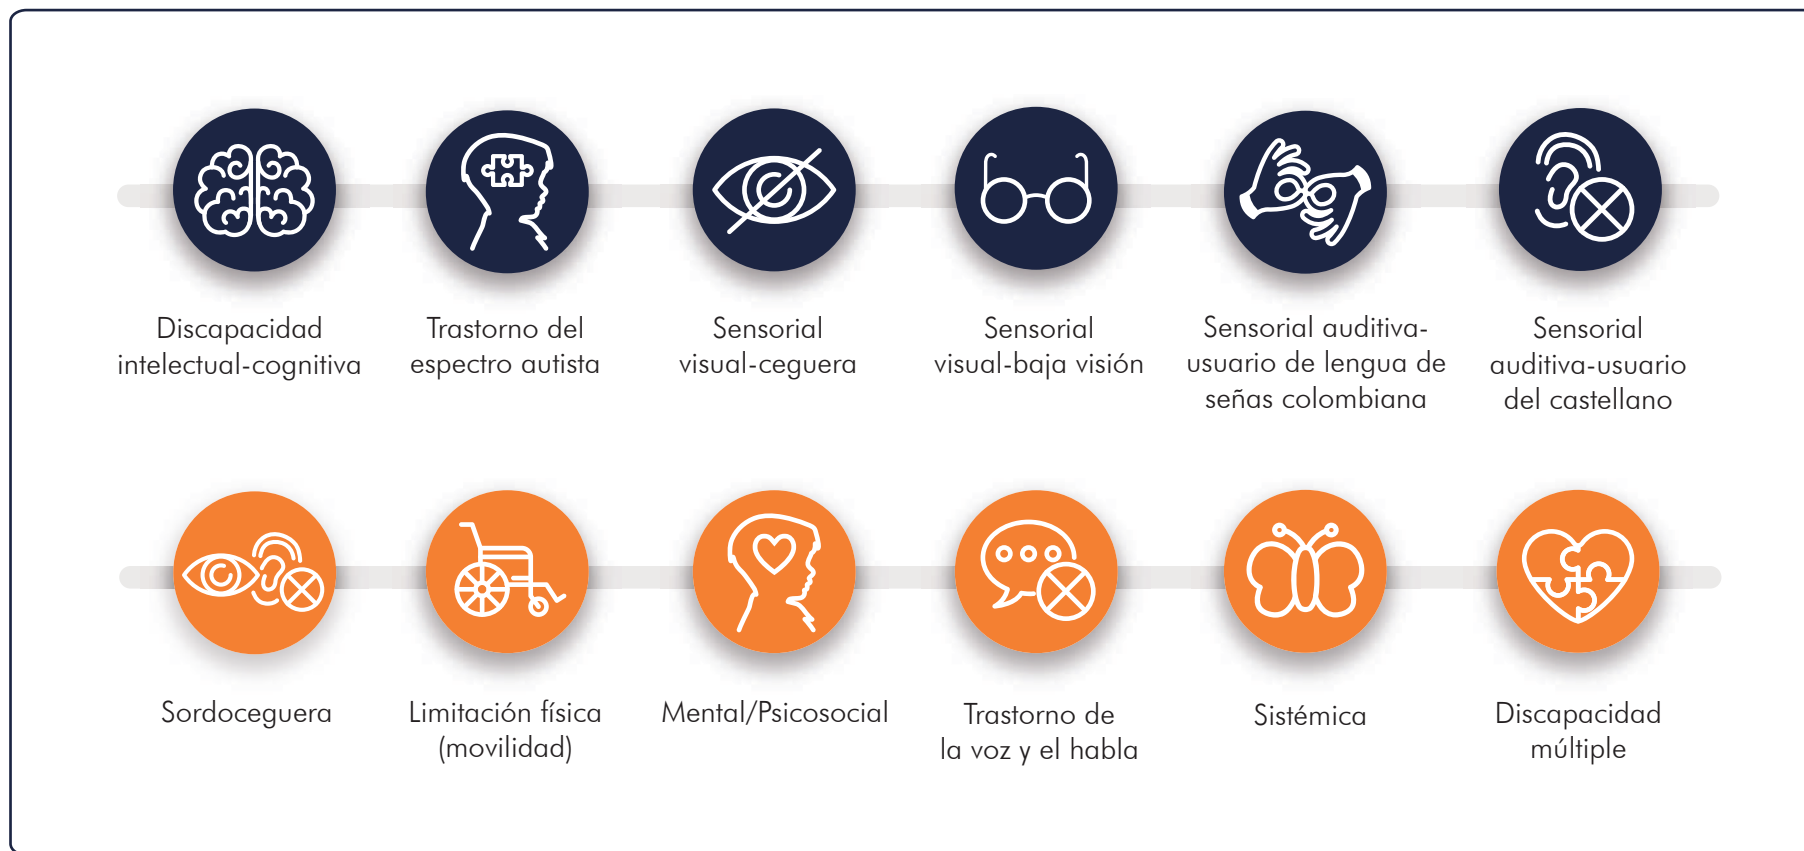 Discapacidad
intelectual-cognitiva
Trastorno del
espectro autista
Sensorial
visual-ceguera
Sensorial
visual-baja visión
Sensorial auditiva-
usuario de lengua de
señas colombiana
Sensorial
auditiva-usuario
del castellano
Sordoceguera
Limitación física
(movilidad)
Mental/Psicosocial
Trastorno de
la voz y el habla
Sistémica
Discapacidad
múltiple